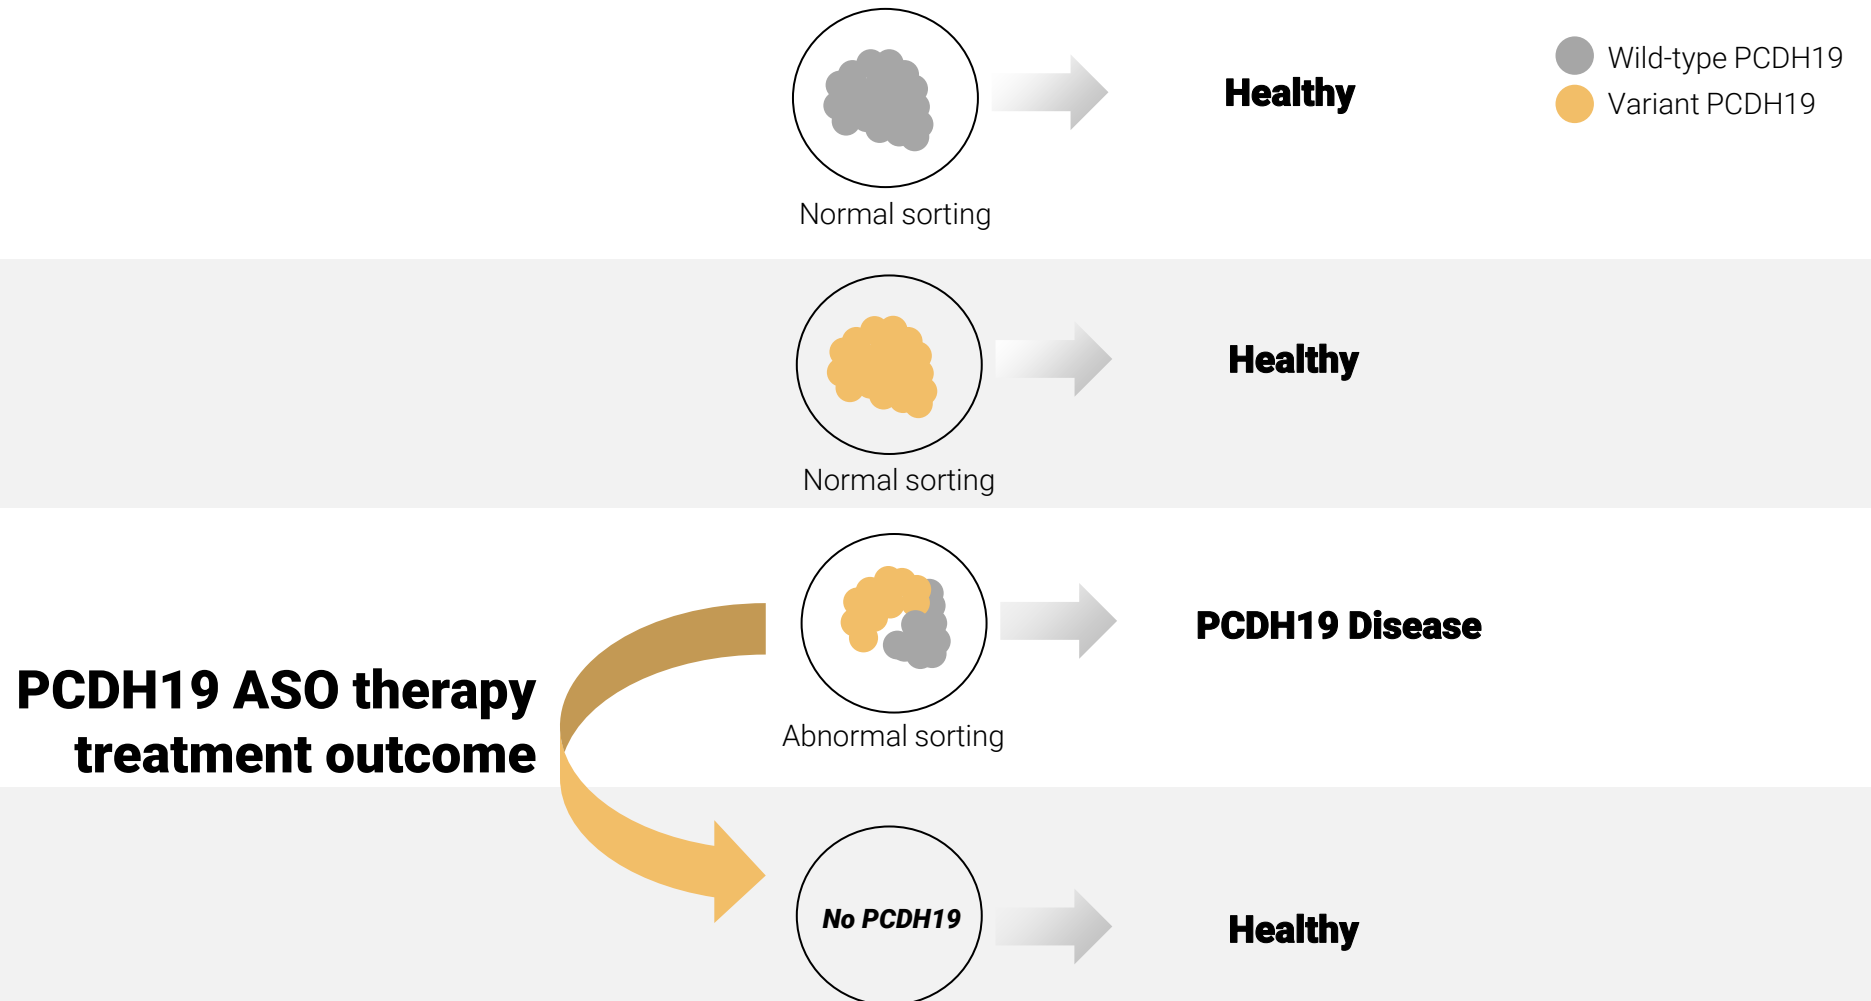 Healthy
Wild-type PCDH19
Variant PCDH19
Normal sorting
Healthy
Normal sorting
PCDH19 Disease
PCDH19 ASO therapy
treatment outcome
Abnormal sorting
No PCDH19
Healthy